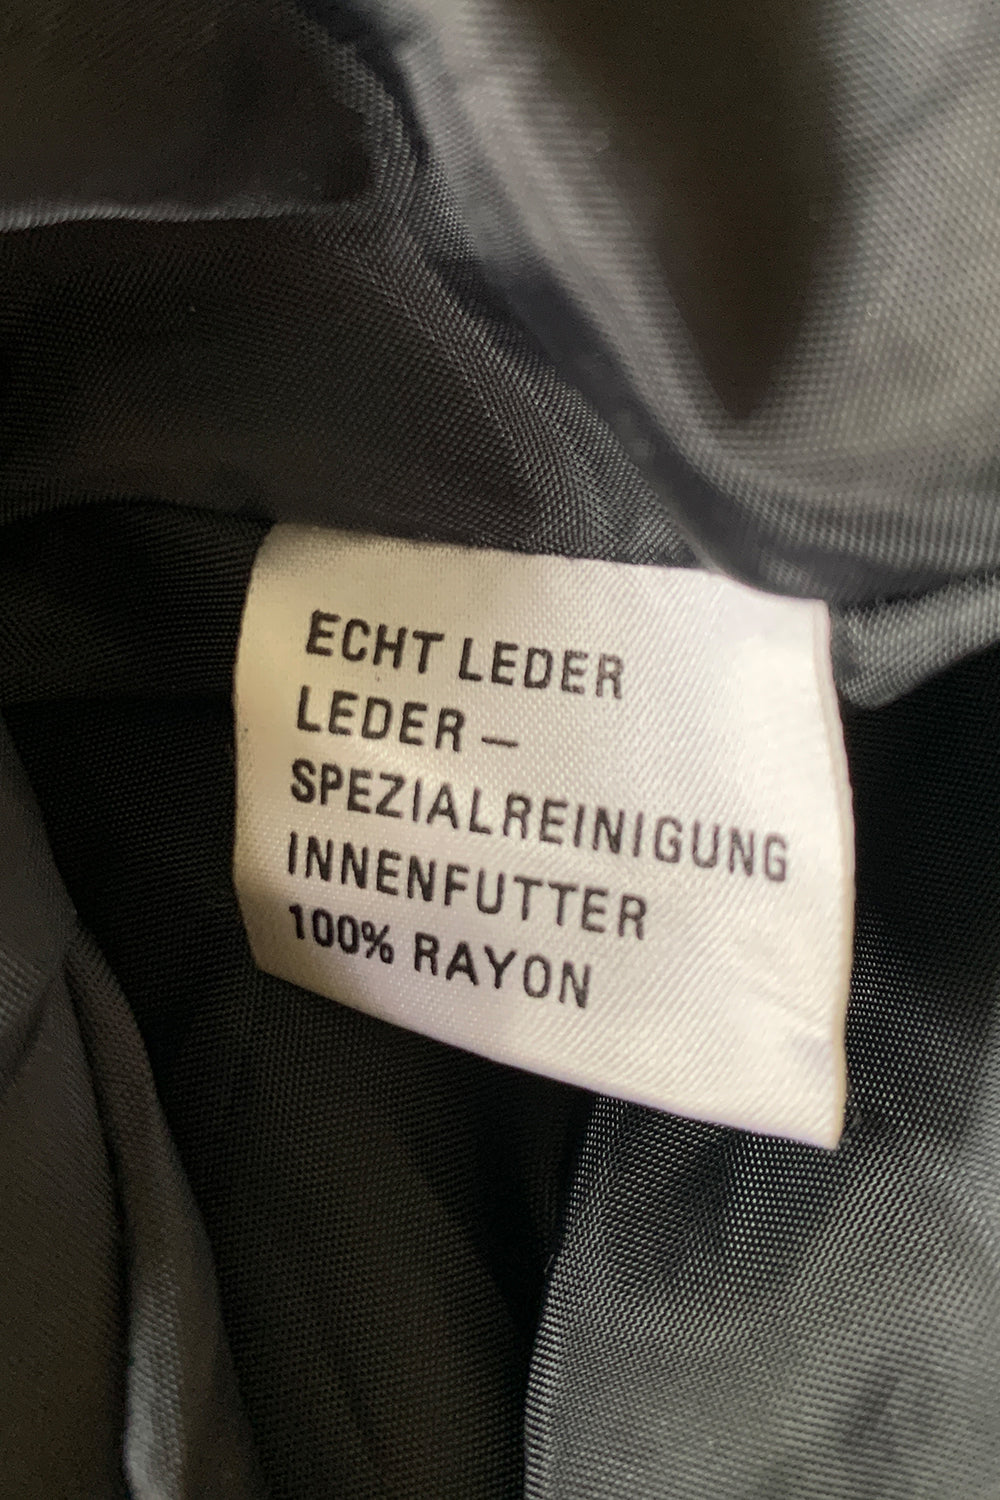 ECHT LEDER
LEDER –
SPEZIALREINIGUNG
INNENFUTTER
100% RAYON